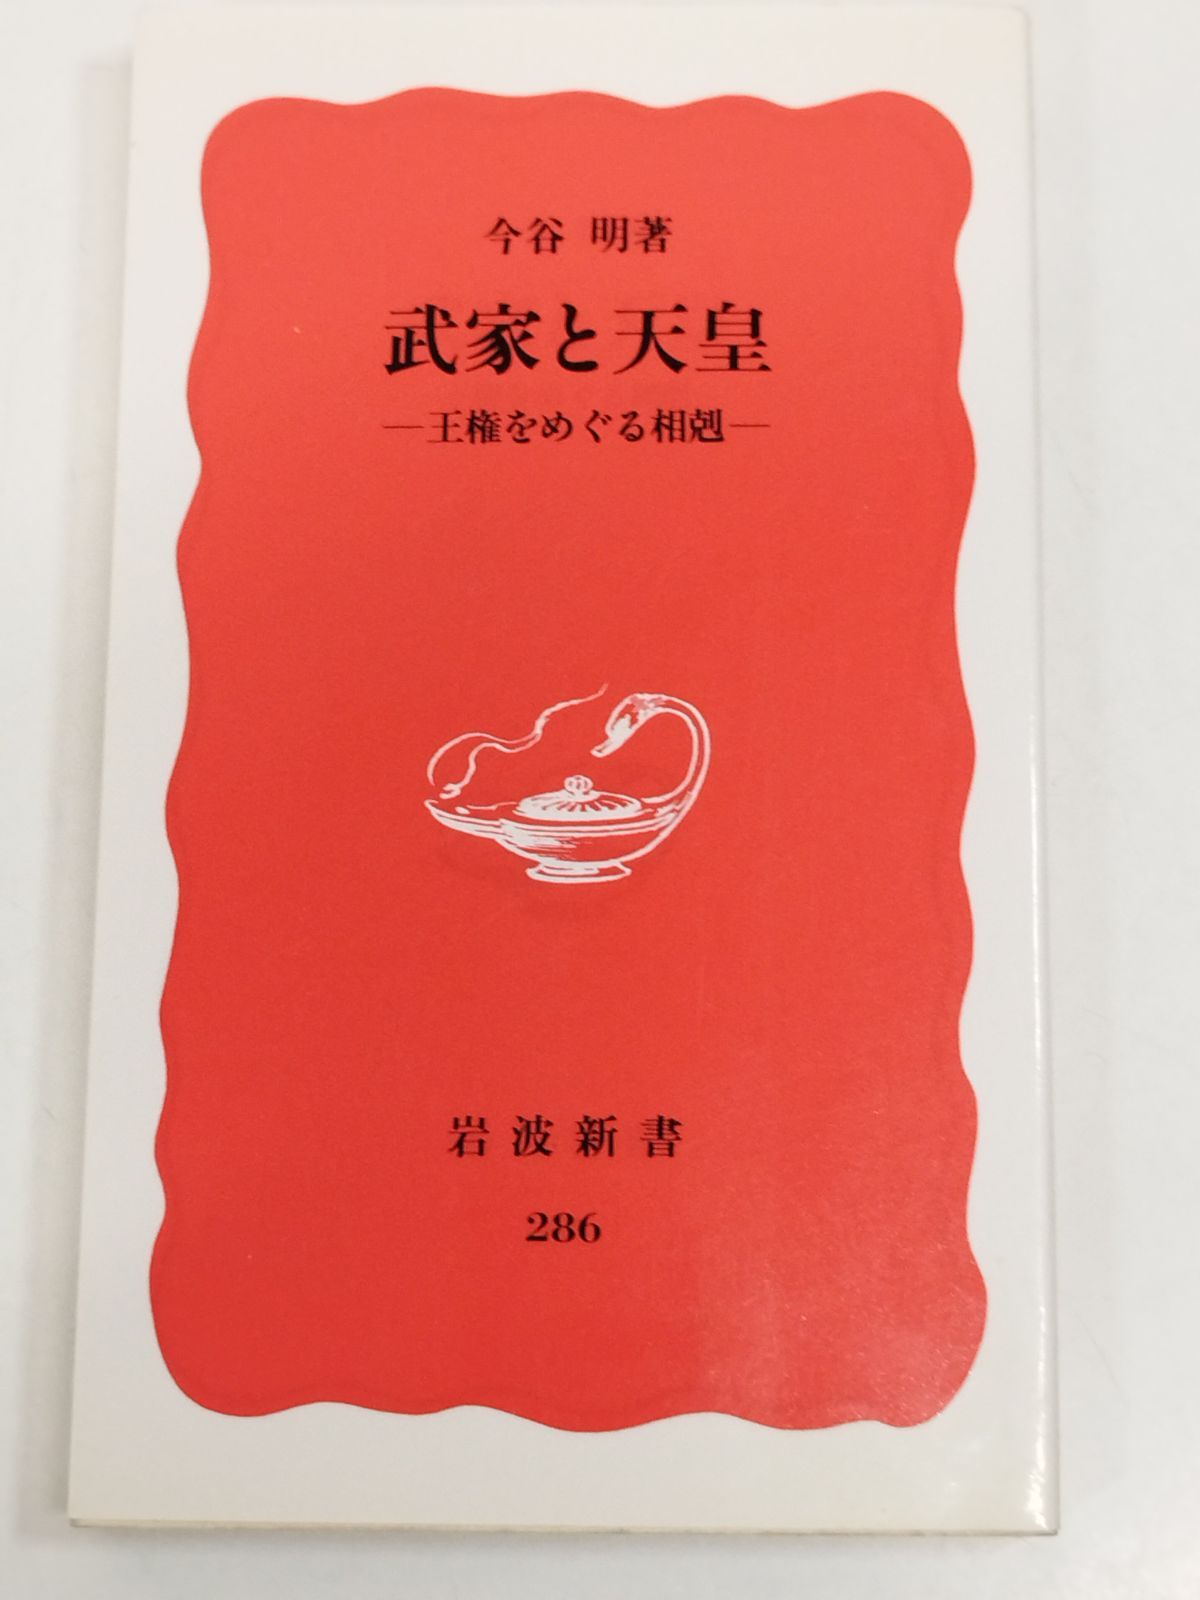 今谷 明著
武家と天皇
―王権をめぐる相剋―
岩波新書
286